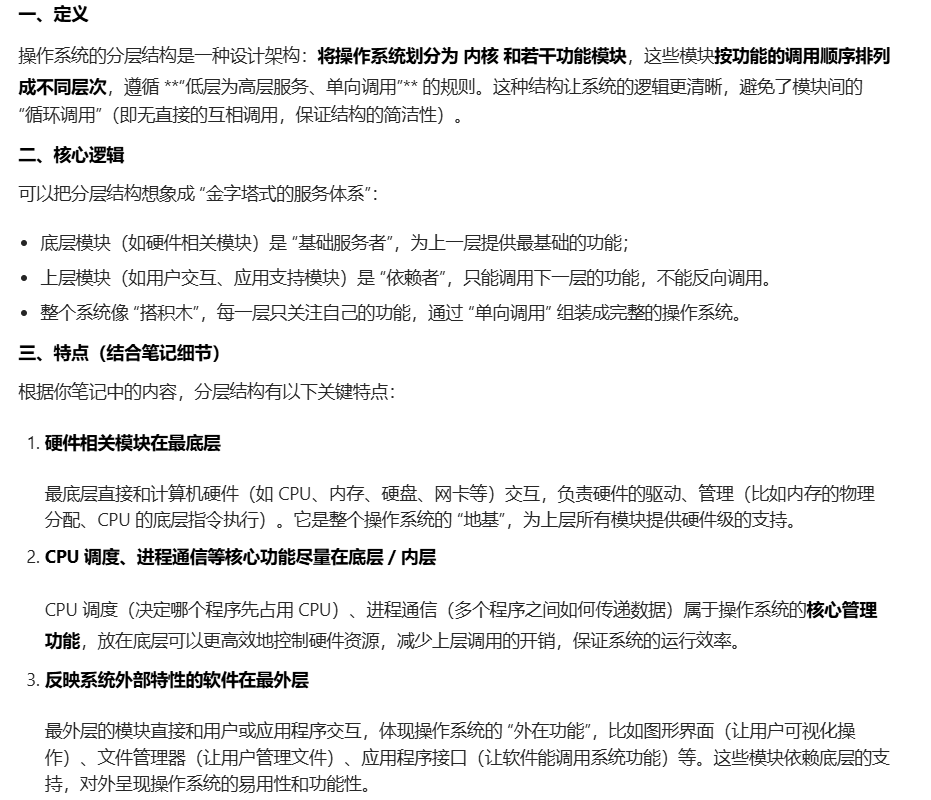 一、定义
操作系统的分层结构是一种设计架构：将操作系统划分为 内核 和若干功能模块，这些模块按功能的调用顺序排列
成不同层次，遵循 **“低层为高层服务、单向调用”** 的规则。这种结构让系统的逻辑更清晰，避免了模块间的
“循环调用”（即无直接的互相调用，保证结构的简洁性）。
二、核心逻辑
可以把分层结构想象成 “金字塔式的服务体系”：
• 底层模块（如硬件相关模块）是 “基础服务者”，为上一层提供最基础的功能；
• 上层模块（如用户交互、应用支持模块）是 “依赖者”，只能调用下一层的功能，不能反向调用。
• 整个系统像 “搭积木”，每一层只关注自己的功能，通过 “单向调用” 组装成完整的操作系统。
三、特点（结合笔记细节）
根据你笔记中的内容，分层结构有以下关键特点：
1. 硬件相关模块在最底层
最底层直接和计算机硬件（如 CPU、内存、硬盘、网卡等）交互，负责硬件的驱动、管理（比如内存的物理
分配、CPU 的底层指令执行）。它是整个操作系统的 “地基”，为上层所有模块提供硬件级的支持。
2. CPU 调度、进程通信等核心功能尽量在底层 / 内层
CPU 调度（决定哪个程序先占用 CPU）、进程通信（多个程序之间如何传递数据）属于操作系统的核心管理
功能，放在底层可以更高效地控制硬件资源，减少上层调用的开销，保证系统的运行效率。
3. 反映系统外部特性的软件在最外层
最外层的模块直接和用户或应用程序交互，体现操作系统的 “外在功能”，比如图形界面（让用户可视化操
作）、文件管理器（让用户管理文件）、应用程序接口（让软件能调用系统功能）等。这些模块依赖底层的支
持，对外呈现操作系统的易用性和功能性。